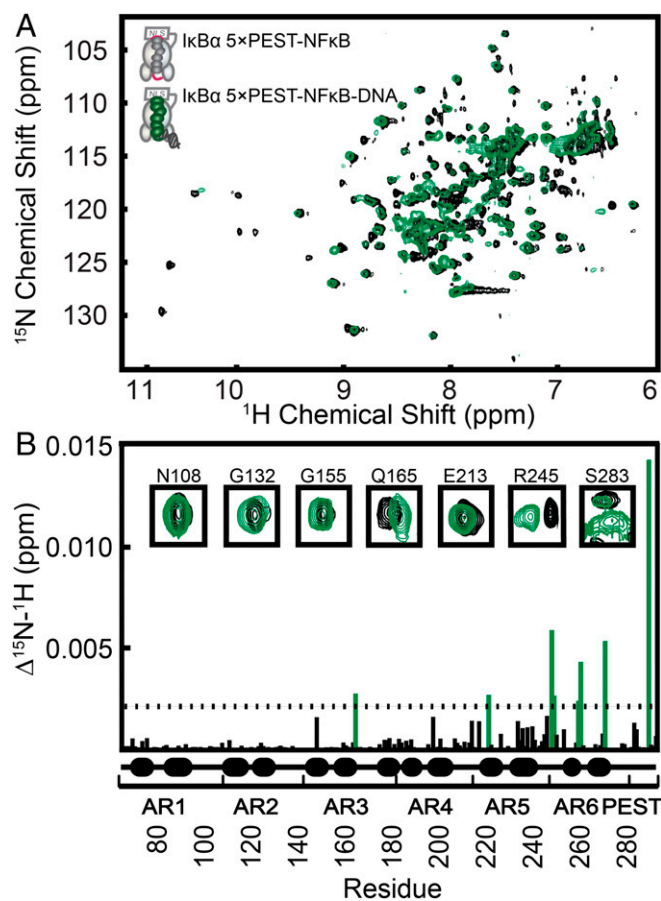 A
NLS
IκBα 5×PEST-NFκB
NLS
IκBα 5×PEST-NFκB-DNA
105
110
115
120
125
130
15N Chemical Shift (ppm)
11 10 9 8 7 6
1H Chemical Shift (ppm)
B
0.015
0.010
0.005
Δ15N-1H (ppm)
N108 G132 G155 Q165 E213 R245 S283
AR1 AR2 AR3 AR4 AR5 AR6 PEST
80 100 120 140 160 180 200 220 240 260 280
Residue